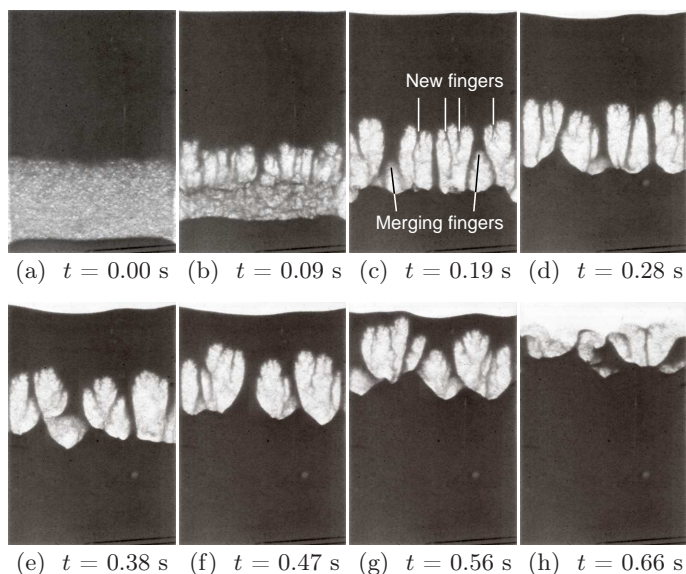 New fingers
Merging fingers
(a) t = 0.00 s
(b) t = 0.09 s
(c) t = 0.19 s
(d) t = 0.28 s
(e) t = 0.38 s
(f) t = 0.47 s
(g) t = 0.56 s
(h) t = 0.66 s